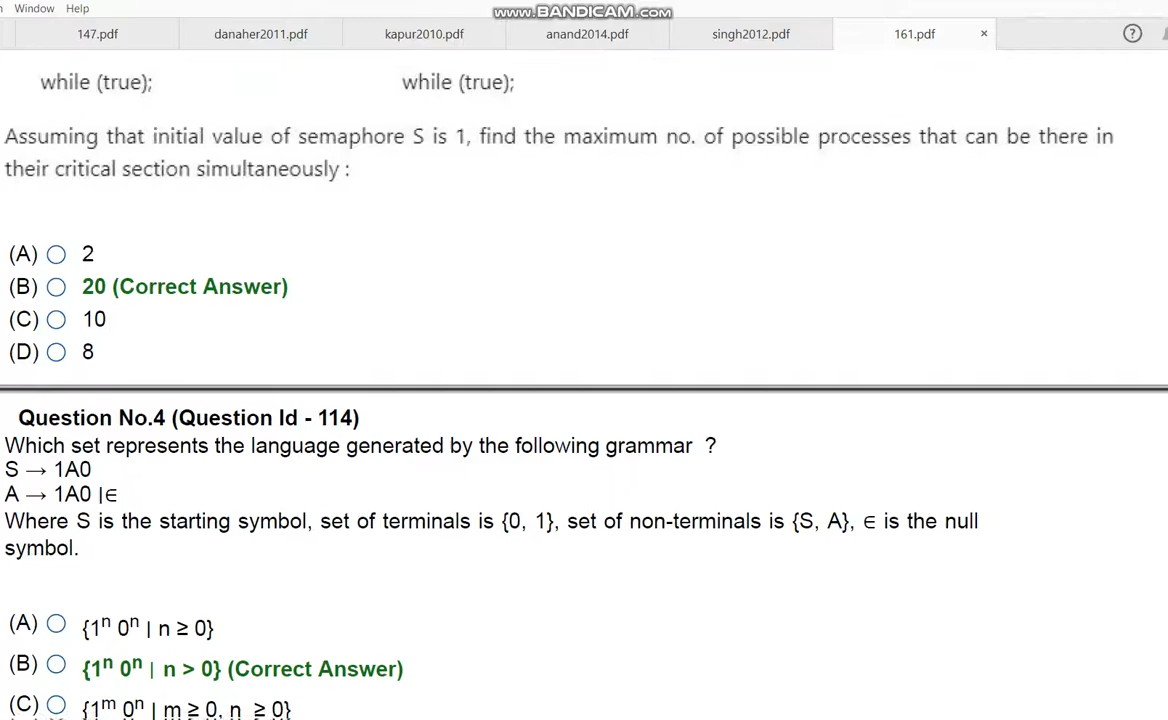 Window Help
www.BANDICAM.com
147.pdf danaher2011.pdf kapur2010.pdf anand2014.pdf singh2012.pdf 161.pdf × ?
while (true); while (true);
Assuming that initial value of semaphore S is 1, find the maximum no. of possible processes that can be there in
their critical section simultaneously :
(A) 2
(B) 20 (Correct Answer)
(C) 10
(D) 8
Question No.4 (Question Id - 114)
Which set represents the language generated by the following grammar ?
S → 1A0
A → 1A0 |∈
Where S is the starting symbol, set of terminals is {0, 1}, set of non-terminals is {S, A}, ∈ is the null
symbol.
(A) {1ⁿ 0ⁿ | n ≥ 0}
(B) {1ⁿ 0ⁿ | n > 0} (Correct Answer)
(C) {1ᵐ 0ⁿ | m ≥ 0, n ≥ 0}